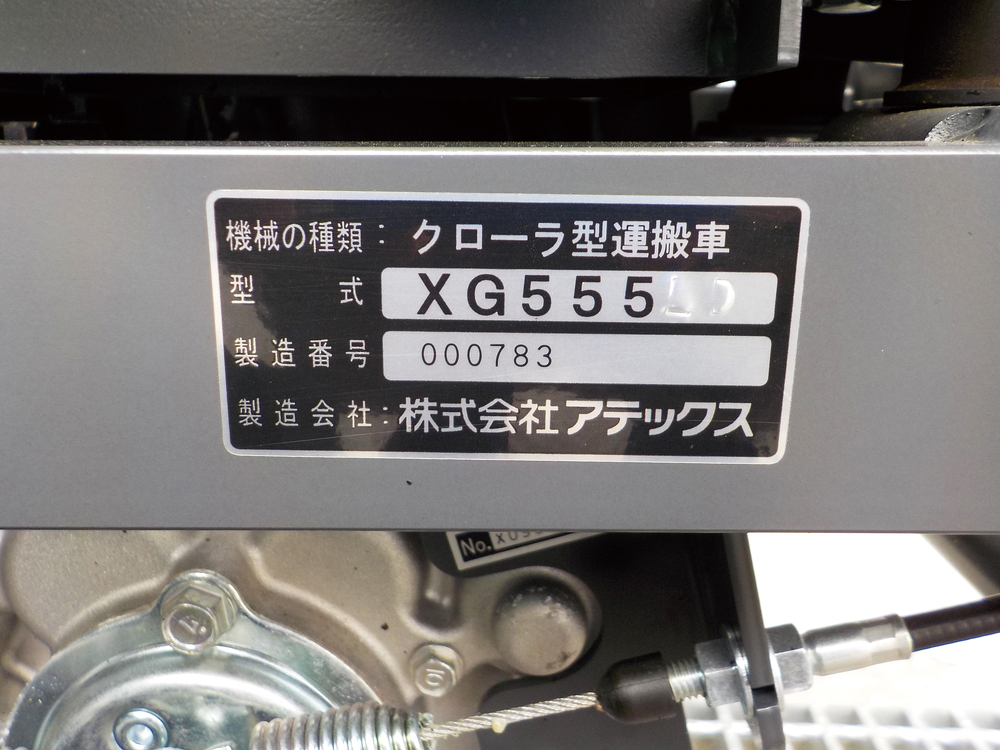 機械の種類：クローラ型運搬車
型式 XG555
製造番号 000783
製造会社：株式会社アテックス
No.